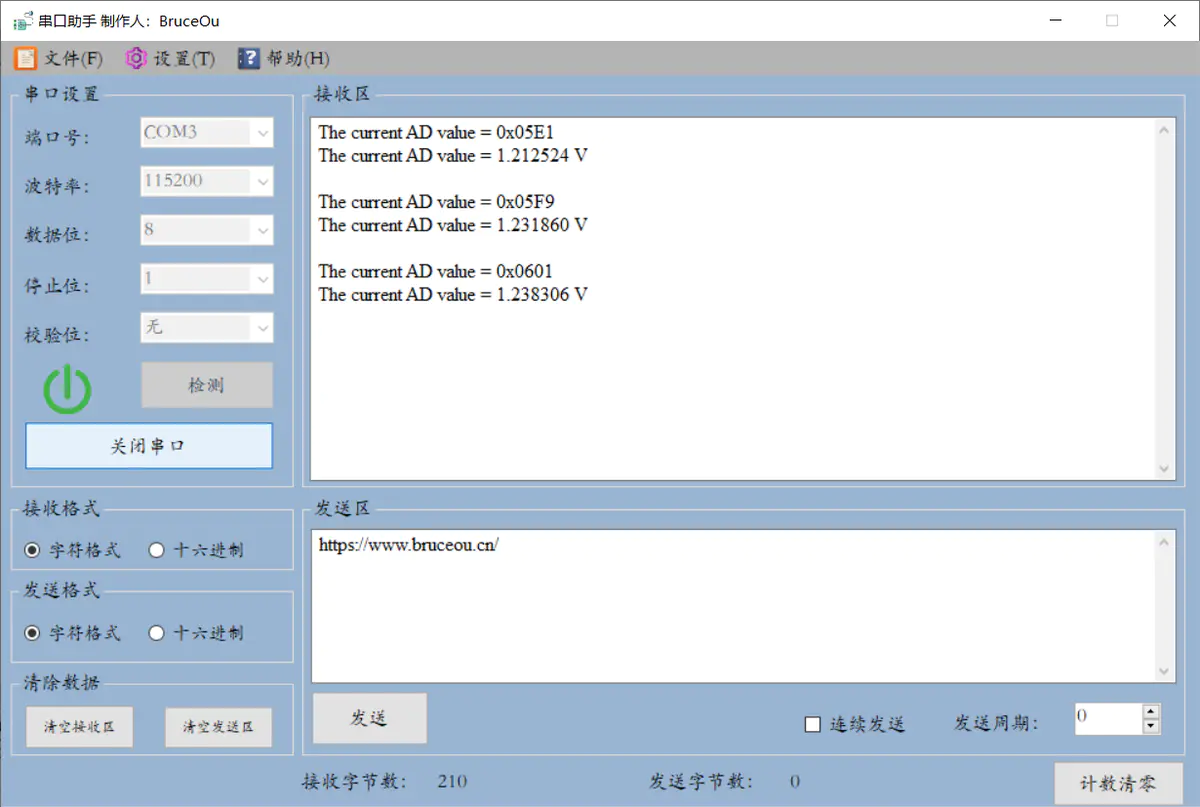 串口助手 制作人：BruceOu
文件(F) 设置(T) 帮助(H)
串口设置
端口号: COM3
波特率: 115200
数据位: 8
停止位: 1
校验位: 无
检测
关闭串口
接收格式
字符格式 十六进制
发送格式
字符格式 十六进制
清除数据
清空接收区 清空发送区
接收区
The current AD value = 0x05E1
The current AD value = 1.212524 V
The current AD value = 0x05F9
The current AD value = 1.231860 V
The current AD value = 0x0601
The current AD value = 1.238306 V
发送区
https://www.bruceou.cn/
发送 连续发送 发送周期: 0
接收字节数: 210 发送字节数: 0 计数清零